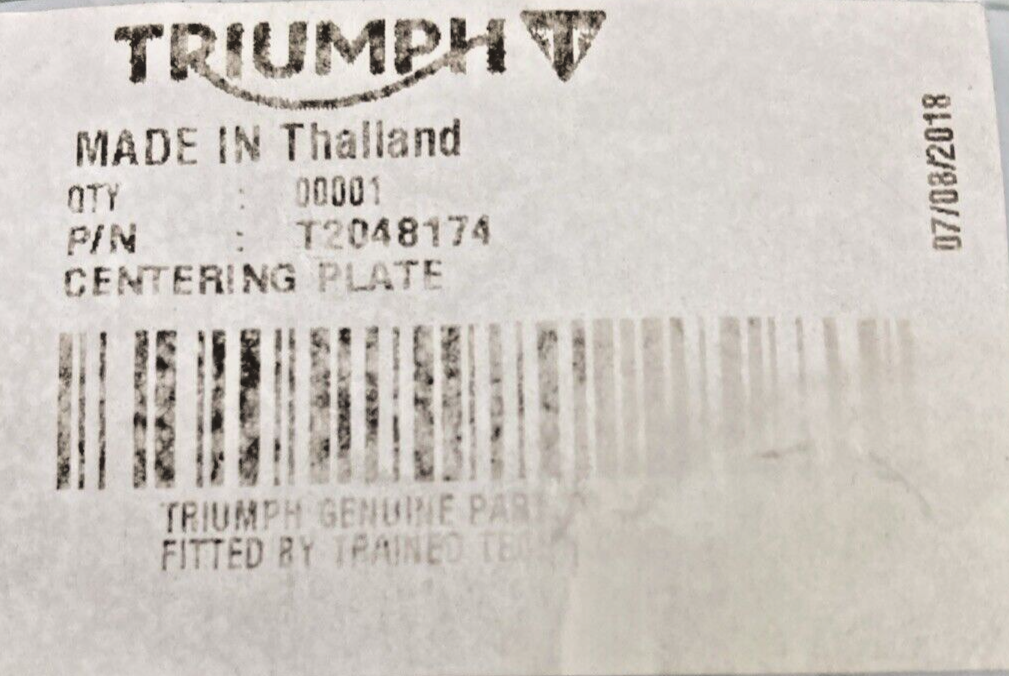 TRIUMPH T
MADE IN Thailand
QTY : 00001
P/N : T2048174
CENTERING PLATE
TRIUMPH GENUINE
FITTED BY TRAINED
07/08/2018